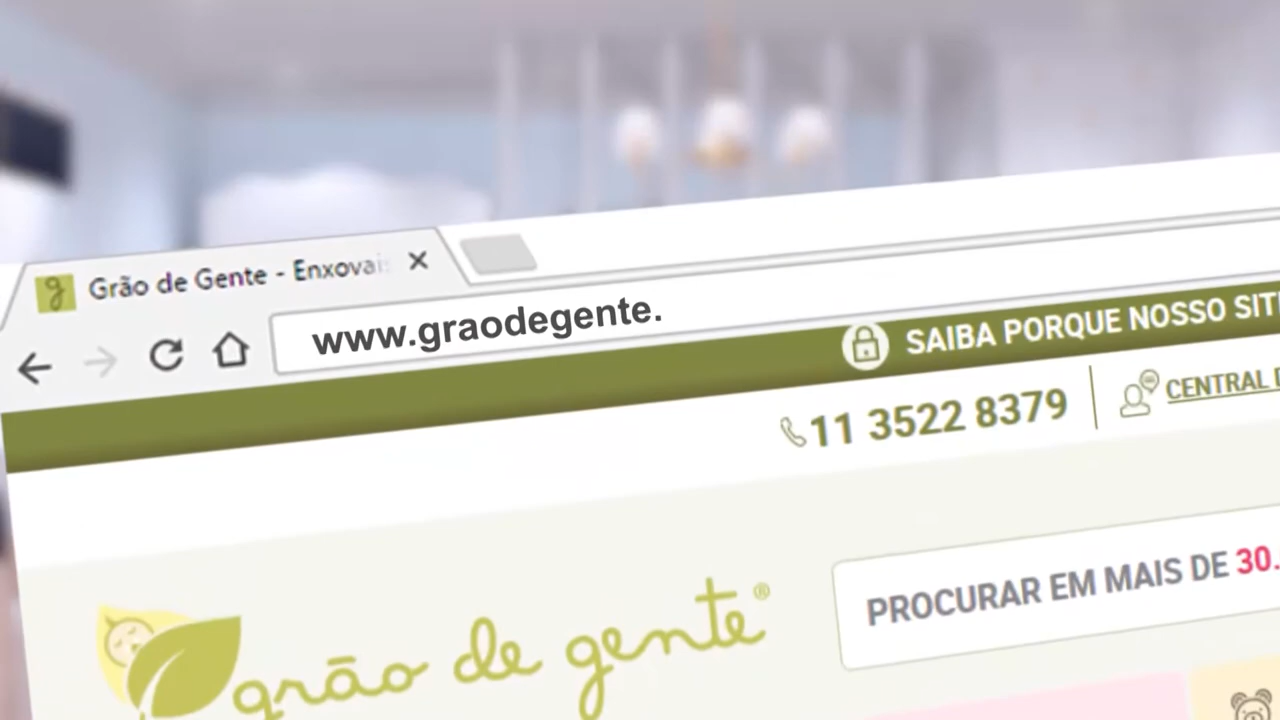 Grão de Gente - Enxovai
www.graodegente.
SAIBA PORQUE NOSSO SIT
11 3522 8379
CENTRAL D
PROCURAR EM MAIS DE 30.
grão de gente®